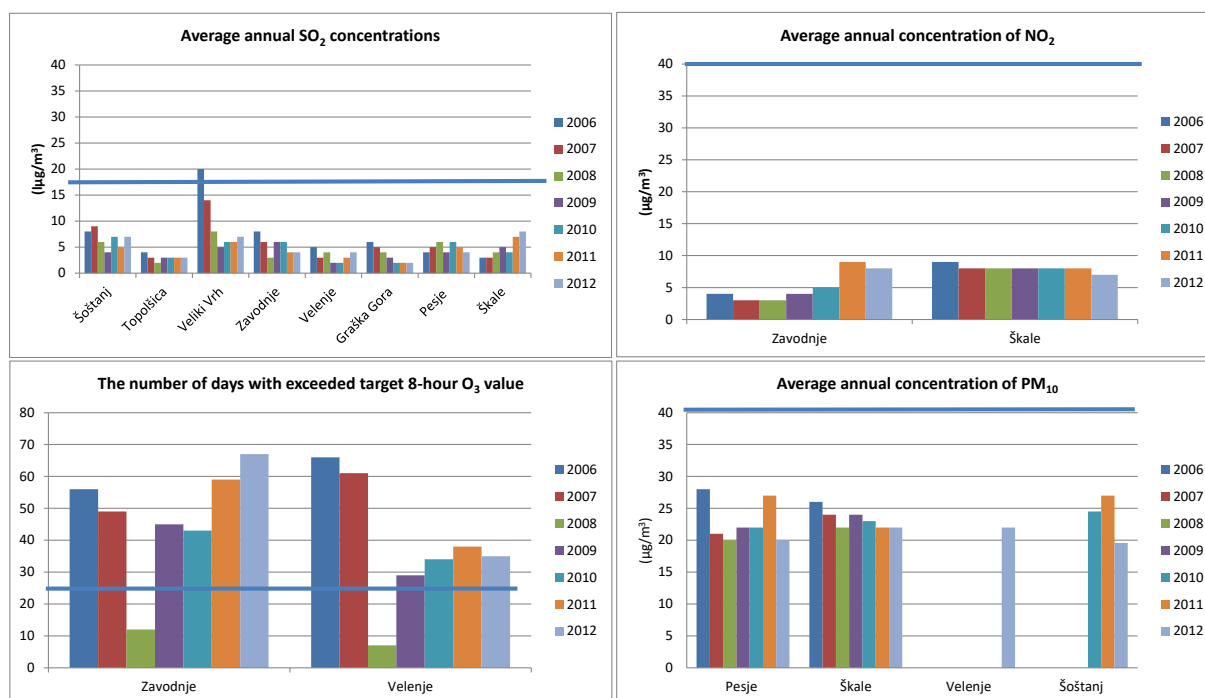 Average annual SO2 concentrations
(lµg/m³)
40
35
30
25
20
15
10
5
0
Šoštanj
Topolšica
Veliki Vrh
Zavodnje
Velenje
Graška Gora
Pesje
Škale
2006
2007
2008
2009
2010
2011
2012
Average annual concentration of NO2
(µg/m³)
40
35
30
25
20
15
10
5
0
Zavodnje
Škale
2006
2007
2008
2009
2010
2011
2012
The number of days with exceeded target 8-hour O3 value
80
70
60
50
40
30
20
10
0
Zavodnje
Velenje
2006
2007
2008
2009
2010
2011
2012
Average annual concentration of PM10
(µg/m³)
40
35
30
25
20
15
10
5
0
Pesje
Škale
Velenje
Šoštanj
2006
2007
2008
2009
2010
2011
2012